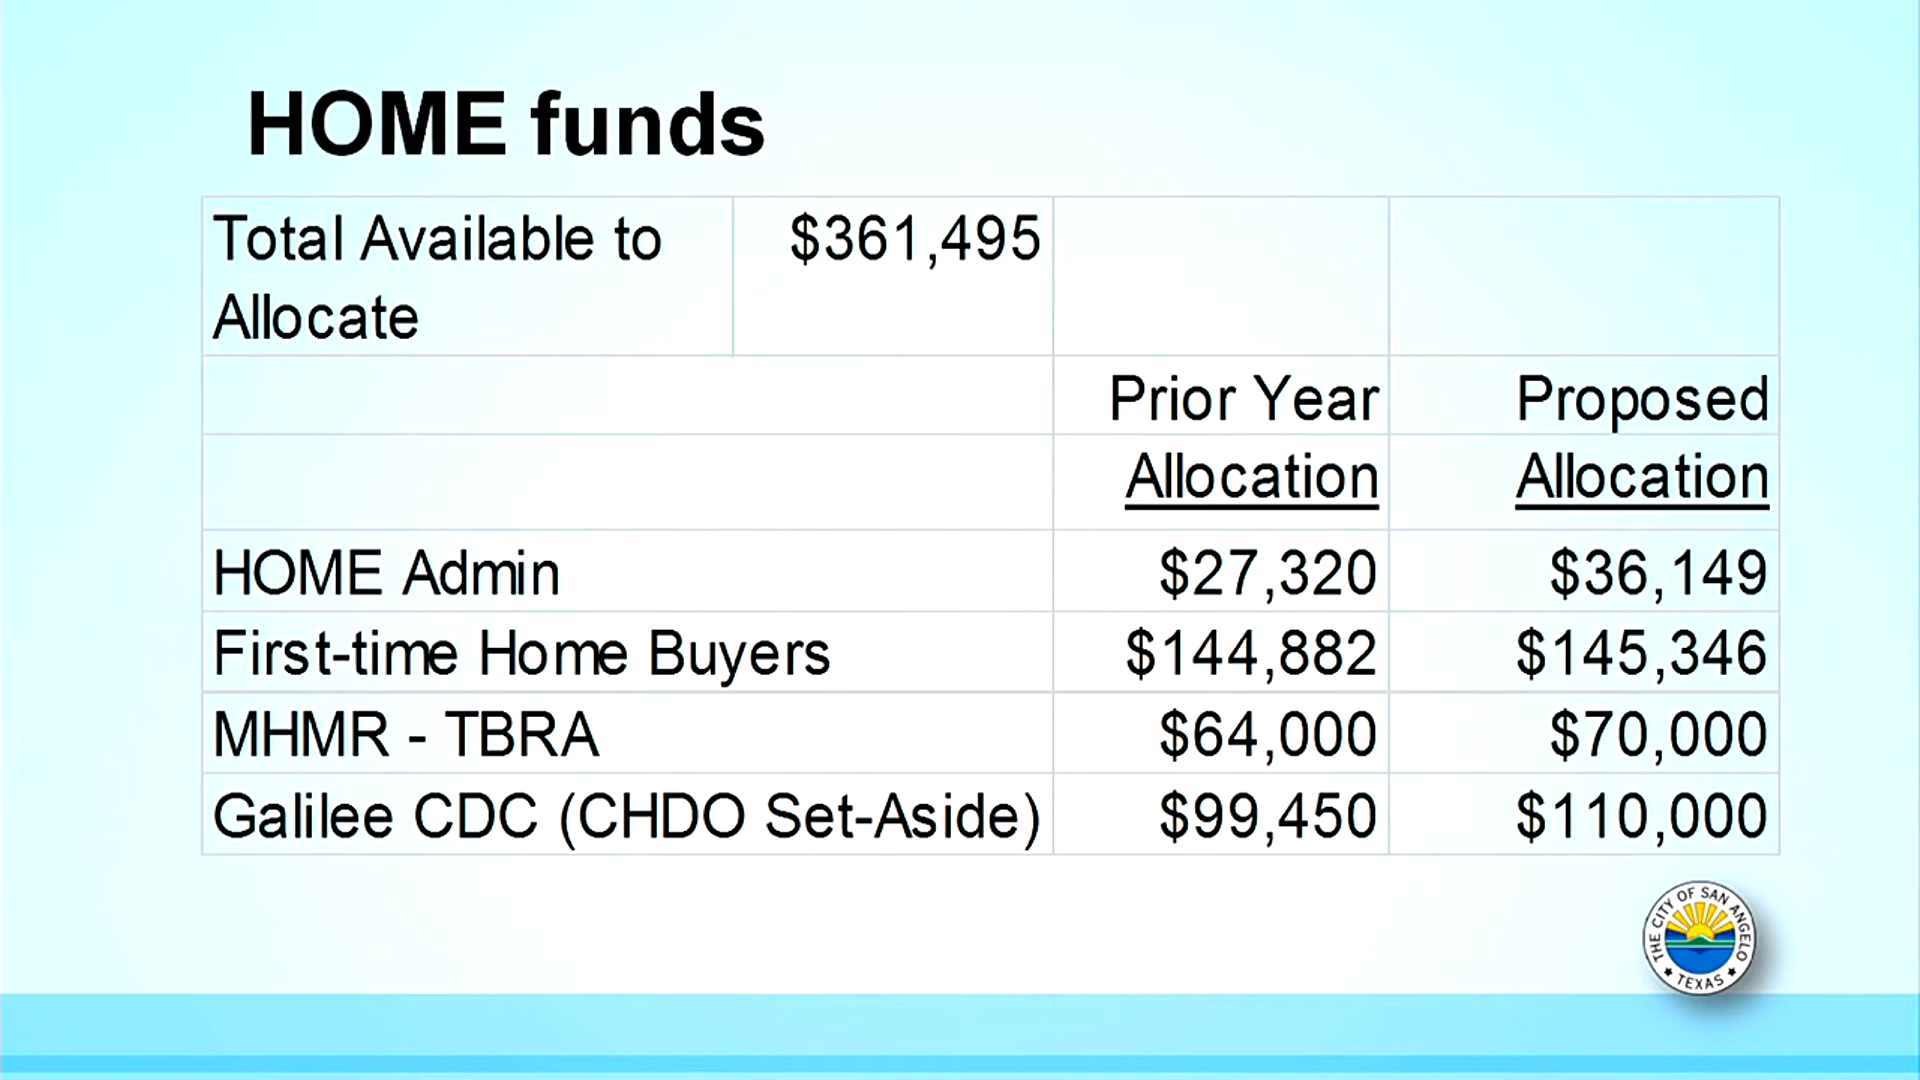 HOME funds
Total Available to $361,495
Allocate
Prior Year Proposed
Allocation Allocation
HOME Admin $27,320 $36,149
First-time Home Buyers $144,882 $145,346
MHMR - TBRA $64,000 $70,000
Galilee CDC (CHDO Set-Aside) $99,450 $110,000
THE CITY OF SAN ANGELO
TEXAS